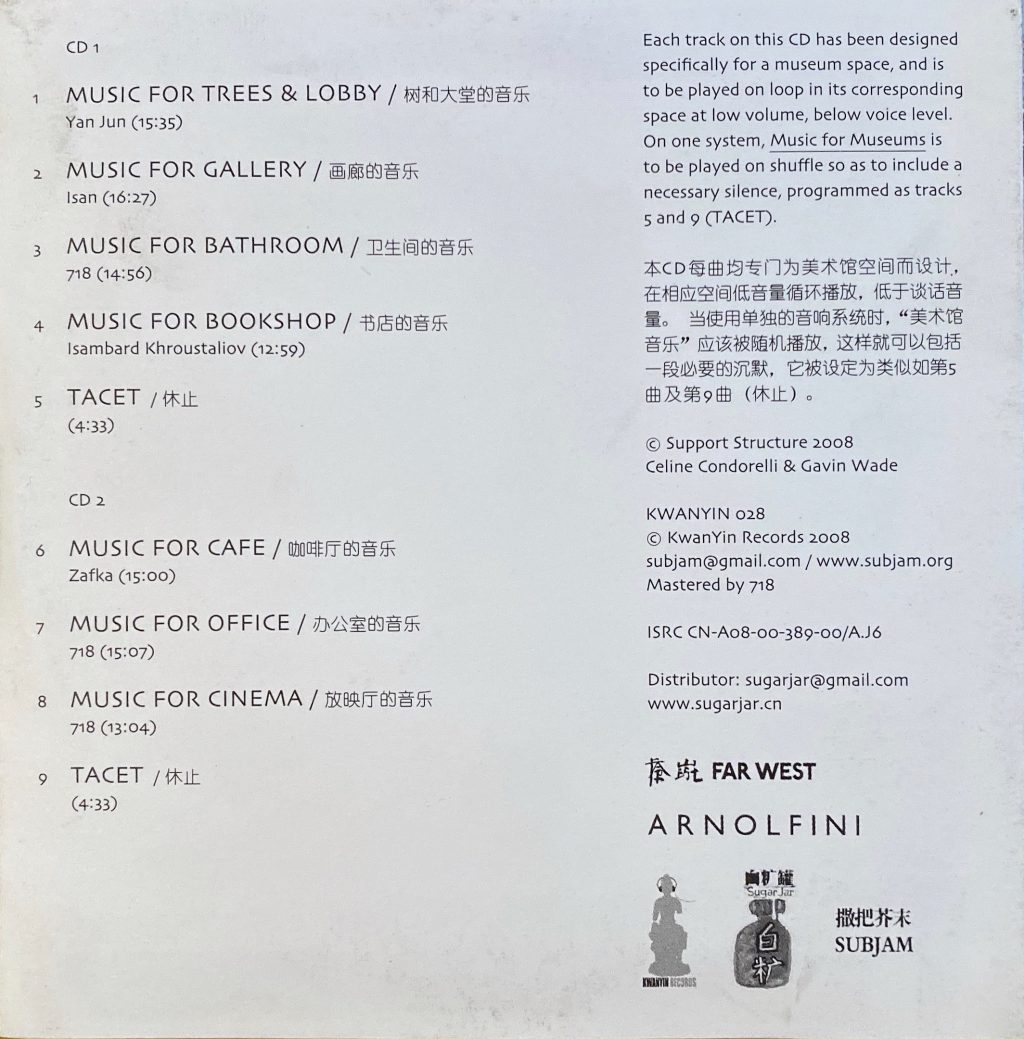 CD 1
1 MUSIC FOR TREES & LOBBY / 树和大堂的音乐
Yan Jun (15:35)
2 MUSIC FOR GALLERY / 画廊的音乐
Isan (16:27)
3 MUSIC FOR BATHROOM / 卫生间的音乐
718 (14:56)
4 MUSIC FOR BOOKSHOP / 书店的音乐
Isambard Khroustaliov (12:59)
5 TACET / 休止
(4:33)
CD 2
6 MUSIC FOR CAFE / 咖啡厅的音乐
Zafka (15:00)
7 MUSIC FOR OFFICE / 办公室的音乐
718 (15:07)
8 MUSIC FOR CINEMA / 放映厅的音乐
718 (13:04)
9 TACET / 休止
(4:33)
Each track on this CD has been designed
specifically for a museum space, and is
to be played on loop in its corresponding
space at low volume, below voice level.
On one system, Music for Museums is
to be played on shuffle so as to include a
necessary silence, programmed as tracks
5 and 9 (TACET).
本CD每曲均专门为美术馆空间而设计，
在相应空间低音量循环播放，低于谈话音
量。 当使用单独的音响系统时，“美术馆
音乐”应该被随机播放，这样就可以包括
一段必要的沉默，它被设定为类似如第5
曲及第9曲（休止）。
© Support Structure 2008
Celine Condorelli & Gavin Wade
KWANYIN 028
© KwanYin Records 2008
subjam@gmail.com / www.subjam.org
Mastered by 718
ISRC CN-A08-00-389-00/A.J6
Distributor: sugarjar@gmail.com
www.sugarjar.cn
FAR WEST
ARNOLFINI
KWANYIN RECORDS
SugarJar
撒把芥末
SUBJAM